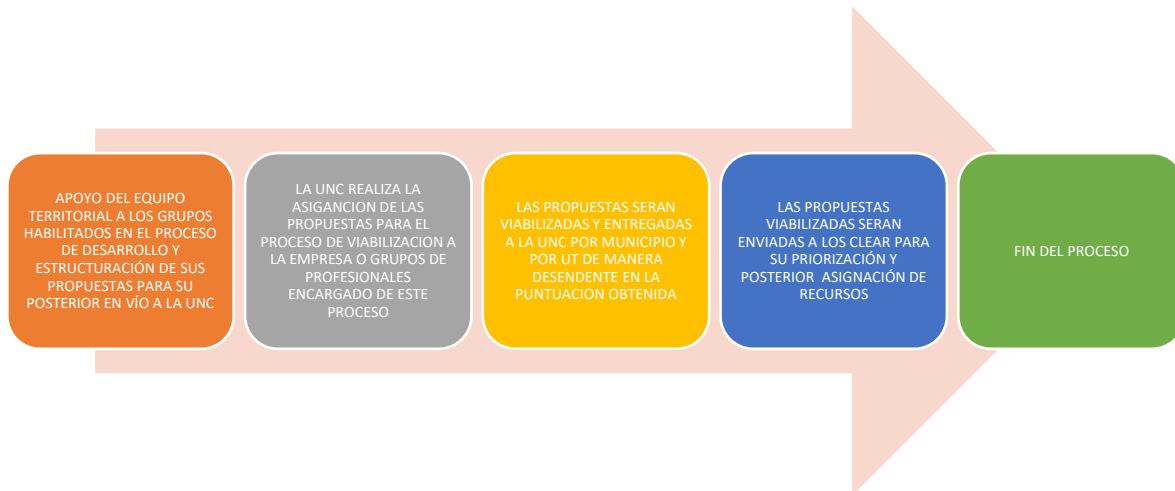 APOYO DEL EQUIPO
TERRITORIAL A LOS GRUPOS
HABILITADOS EN EL PROCESO
DE DESARROLLO Y
ESTRUCTURACIÓN DE SUS
PROPUESTAS PARA SU
POSTERIOR EN VÍO A LA UNC
LA UNC REALIZA LA
ASIGANCION DE LAS
PROPUESTAS PARA EL
PROCESO DE VIABILIZACION A
LA EMPRESA O GRUPOS DE
PROFESIONALES
ENCARGADO DE ESTE
PROCESO
LAS PROPUESTAS SERAN
VIABILIZADAS Y ENTREGADAS
A LA UNC POR MUNICIPIO Y
POR UT DE MANERA
DESENDENTE EN LA
PUNTUACION OBTENIDA
LAS PROPUESTAS
VIABILIZADAS SERAN
ENVIADAS A LOS CLEAR PARA
SU PRIORIZACIÓN Y
POSTERIOR ASIGNACIÓN DE
RECURSOS
FIN DEL PROCESO